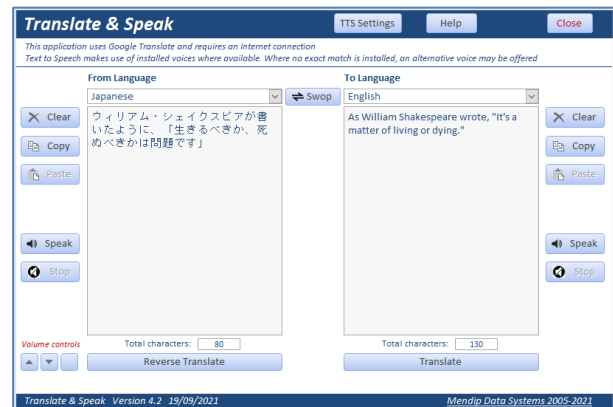 Translate & Speak
TTS Settings
Help
Close
This application uses Google Translate and requires an Internet connection
Text to Speech makes use of installed voices where available. Where no exact match is installed, an alternative voice may be offered
From Language
To Language
Japanese
Swop
English
Clear
Copy
Paste
Speak
Stop
ウィリアム・シェイクスピアが書
いたように、「生きるべきか、死
ぬべきかは問題です」
As William Shakespeare wrote, "It's a
matter of living or dying."
Clear
Copy
Paste
Speak
Stop
Volume controls
Total characters: 80
Total characters: 130
Reverse Translate
Translate
Translate & Speak Version 4.2 19/09/2021
Mendip Data Systems 2005-2021